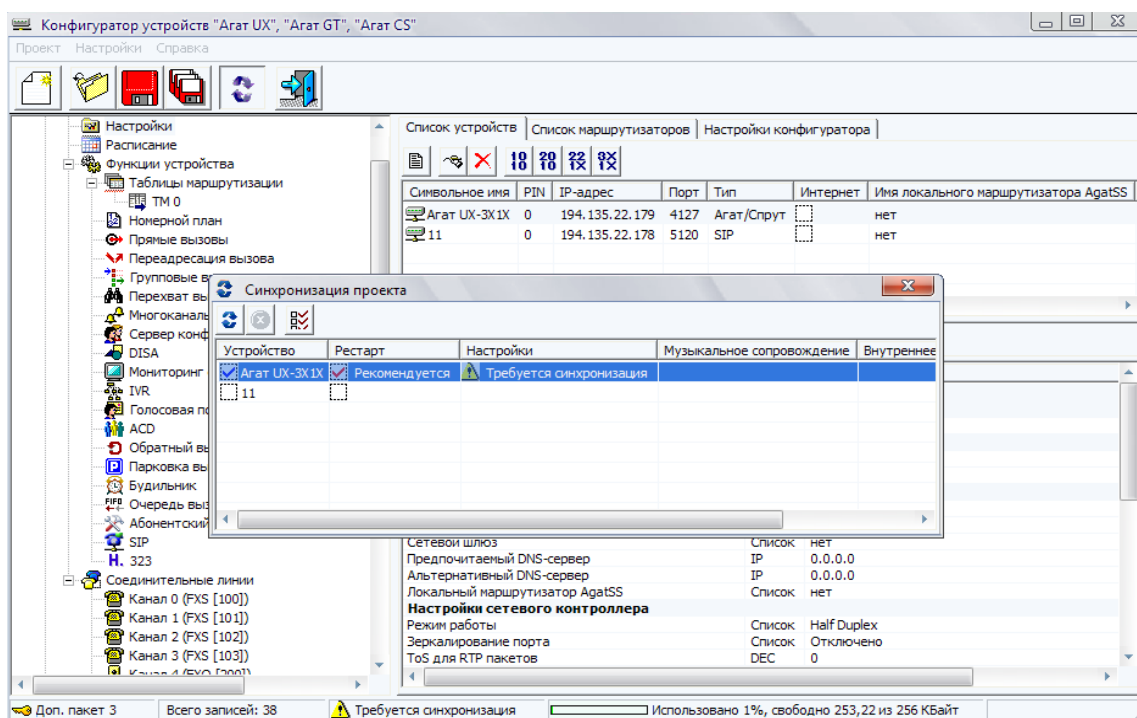 Конфигуратор устройств "Агат UX", "Агат GT", "Агат CS"
Проект Настройки Справка
Настройки
Расписание
Функции устройства
Таблицы маршрутизации
ТМ 0
Номерной план
Прямые вызовы
Переадресация вызова
Групповые в
Перехват вы
Многоканаль
Сервер конф
DISA
Мониторинг
IVR
Голосовая по
ACD
Обратный вы
Парковка вы
Будильник
Очередь выз
Абонентский
SIP
H. 323
Соединительные линии
Канал 0 (FXS [100])
Канал 1 (FXS [101])
Канал 2 (FXS [102])
Канал 3 (FXS [103])
Канал 4 (FXO [200])
Список устройств Список маршрутизаторов Настройки конфигуратора
Символьное имя PIN IP-адрес Порт Тип Интернет Имя локального маршрутизатора AgatSS
Агат UX-3X1X 0 194.135.22.179 4127 Агат/Спрут нет
11 0 194.135.22.178 5120 SIP нет
Синхронизация проекта
Устройство Рестарт Настройки Музыкальное сопровождение Внутреннее
Агат UX-3X1X Рекомендуется Требуется синхронизация
11
Сетевой шлюз Список нет
Предпочитаемый DNS-сервер IP 0.0.0.0
Альтернативный DNS-сервер IP 0.0.0.0
Локальный маршрутизатор AgatSS Список нет
Настройки сетевого контроллера
Режим работы Список Half Duplex
Зеркалирование порта Список Отключено
ToS для RTP пакетов DEC 0
Доп. пакет 3 Всего записей: 38 Требуется синхронизация Использовано 1%, свободно 253,22 из 256 КБайт